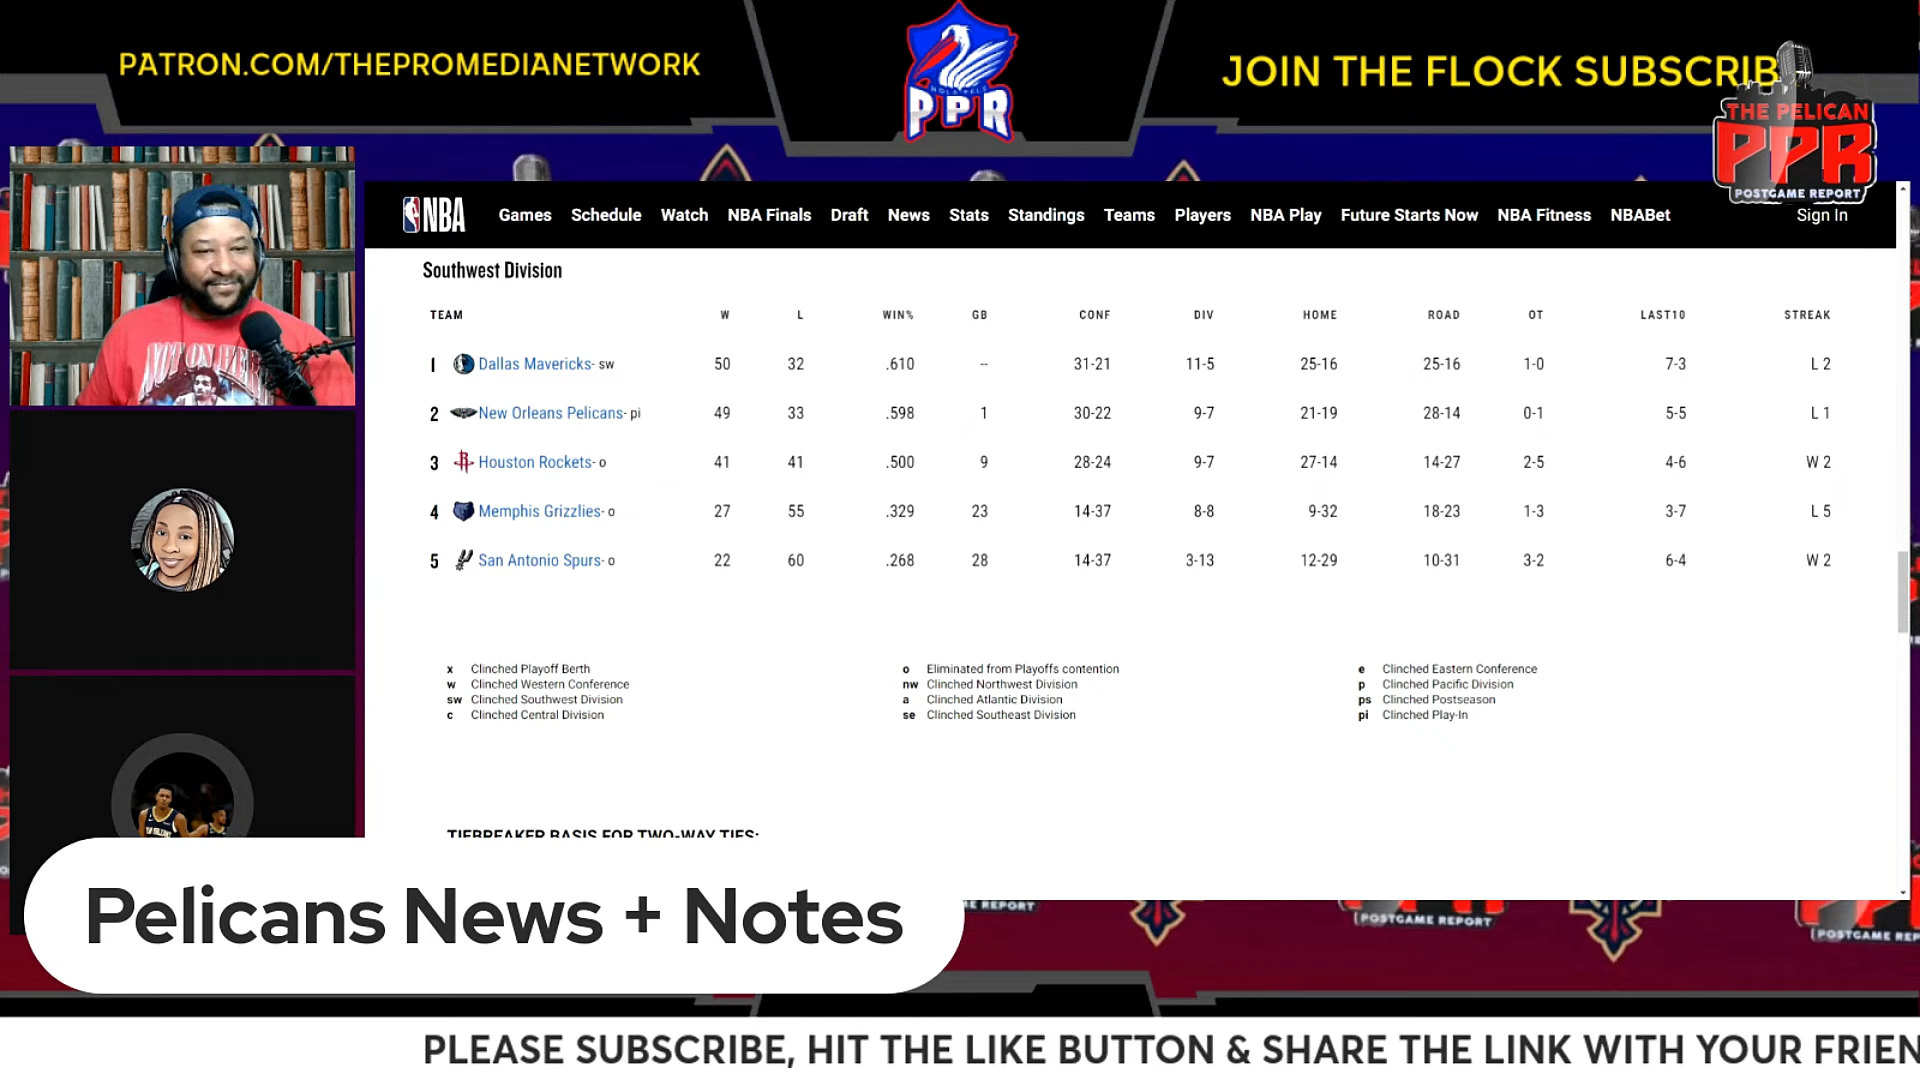 PATRON.COM/THEPROMEDIANETWORK
NOLA PELS
PPR
JOIN THE FLOCK SUBSCRIB
THE PELICAN
PPR
POSTGAME REPORT
NBA Games Schedule Watch NBA Finals Draft News Stats Standings Teams Players NBA Play Future Starts Now NBA Fitness NBABet Sign In
Southwest Division
TEAM W L WIN% GB CONF DIV HOME ROAD OT LAST10 STREAK
1 Dallas Mavericks- sw 50 32 .610 -- 31-21 11-5 25-16 25-16 1-0 7-3 L 2
2 New Orleans Pelicans- pi 49 33 .598 1 30-22 9-7 21-19 28-14 0-1 5-5 L 1
3 Houston Rockets- o 41 41 .500 9 28-24 9-7 27-14 14-27 2-5 4-6 W 2
4 Memphis Grizzlies- o 27 55 .329 23 14-37 8-8 9-32 18-23 1-3 3-7 L 5
5 San Antonio Spurs- o 22 60 .268 28 14-37 3-13 12-29 10-31 3-2 6-4 W 2
x Clinched Playoff Berth o Eliminated from Playoffs contention e Clinched Eastern Conference
w Clinched Western Conference nw Clinched Northwest Division p Clinched Pacific Division
sw Clinched Southwest Division a Clinched Atlantic Division ps Clinched Postseason
c Clinched Central Division se Clinched Southeast Division pi Clinched Play-In
TIEBREAKER BASIS FOR TWO-WAY TIES:
Pelicans News + Notes
POSTGAME REPORT
PLEASE SUBSCRIBE, HIT THE LIKE BUTTON & SHARE THE LINK WITH YOUR FRIEN